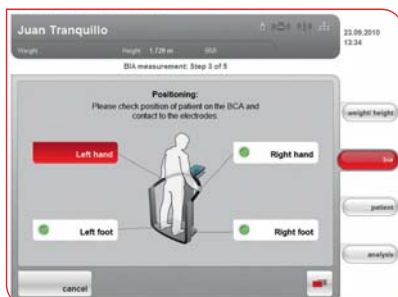 Juan Tranquillo
23.09.2010
13:34
Weight Height 1.729 m BMI
BIA measurement: Step 3 of 5
Positioning:
Please check position of patient on the BCA and
contact to the electrodes.
weight/ height
Left hand Right hand
bia
patient
Left foot Right foot
analysis
cancel